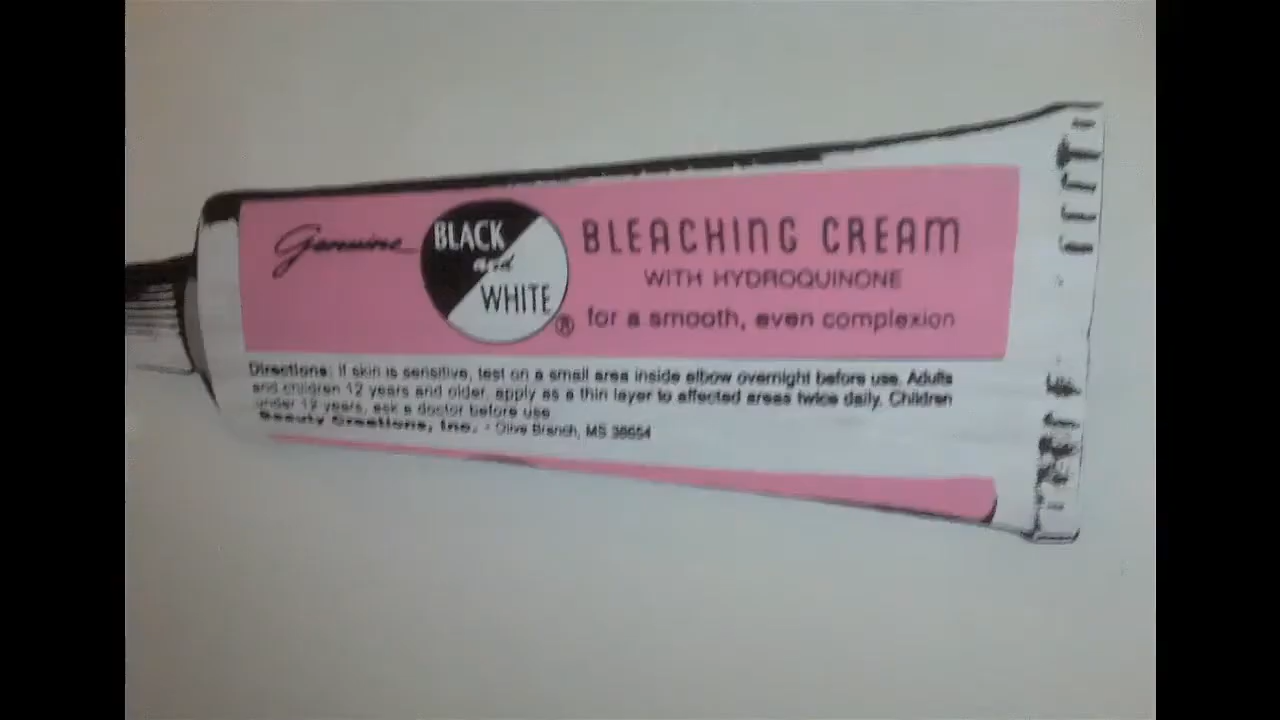 Genuine
BLACK
and
WHITE
®
BLEACHING CREAM
WITH HYDROQUINONE
for a smooth, even complexion
Directions: If skin is sensitive, test on a small area inside elbow overnight before use. Adults
and children 12 years and older, apply as a thin layer to affected areas twice daily. Children
under 12 years, ask a doctor before use
Beauty Creations, Inc. - Olive Branch, MS 38654